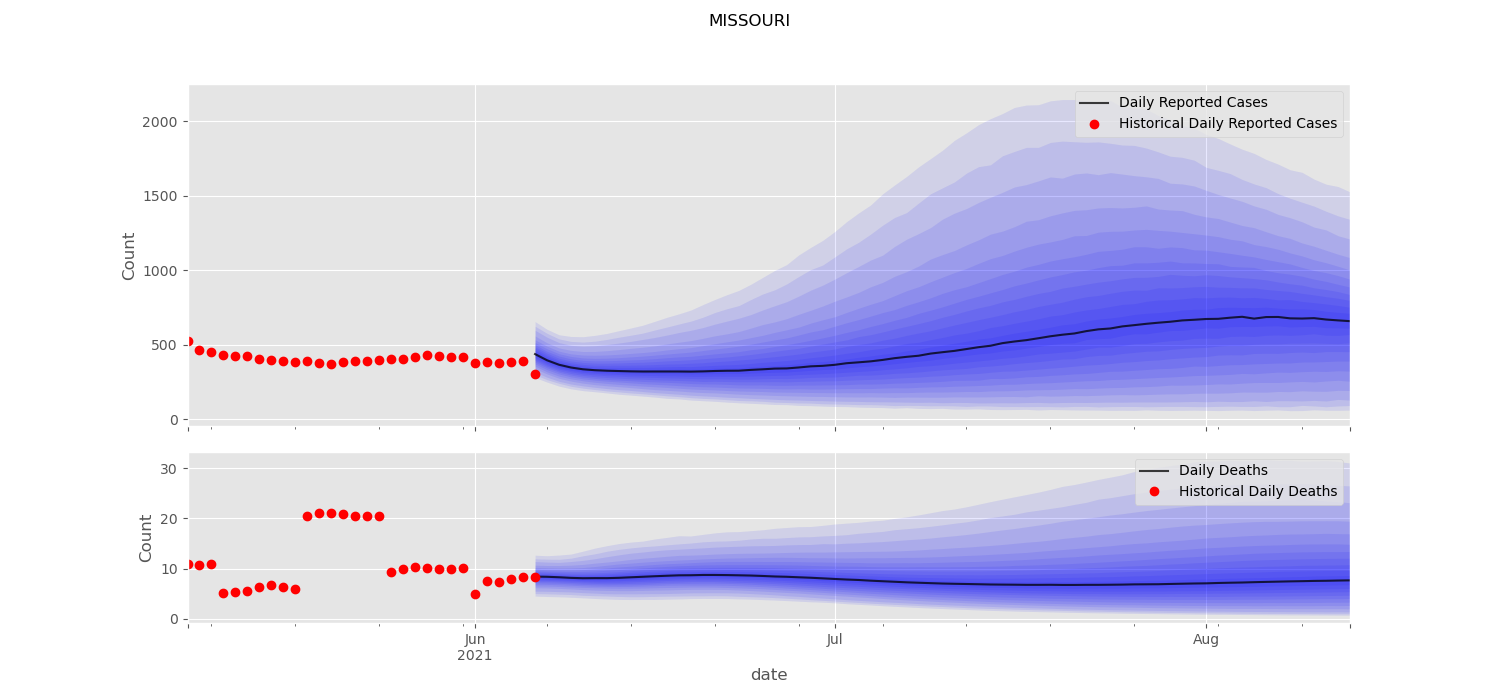 MISSOURI
Daily Reported Cases
Historical Daily Reported Cases
2000
1500
1000
500
0
Count
Daily Deaths
Historical Daily Deaths
30
20
10
0
Count
Jun
2021
Jul
Aug
date